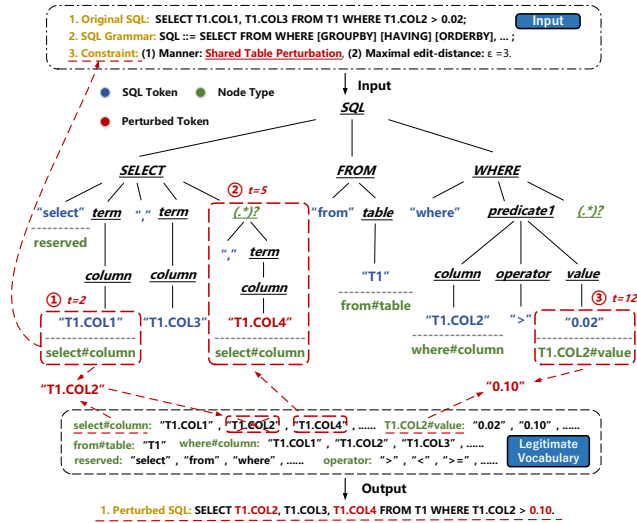 1. Original SQL: SELECT T1.COL1, T1.COL3 FROM T1 WHERE T1.COL2 > 0.02;
Input
2. SQL Grammar: SQL ::= SELECT FROM WHERE [GROUPBY] [HAVING] [ORDERBY], ... ;
3. Constraint: (1) Manner: Shared Table Perturbation, (2) Maximal edit-distance: ε =3.
Input
SQL Token
Node Type
Perturbed Token
SQL
SELECT
FROM
WHERE
② t=5
"select"
term
","
term
(.*)?
"from"
table
"where"
predicate1
(.*)?
reserved
","
term
column
column
column
"T1"
column
operator
value
① t=2
from#table
③ t=12
"T1.COL1"
"T1.COL3"
"T1.COL4"
"T1.COL2"
">"
"0.02"
select#column
select#column
where#column
T1.COL2#value
"T1.COL2"
"0.10"
select#column: "T1.COL1" , "T1.COL2" , "T1.COL4" , ...... T1.COL2#value: "0.02" , "0.10" , ......
from#table: "T1" where#column: "T1.COL1" , "T1.COL2" , "T1.COL3" , ......
reserved: "select" , "from" , "where" , ...... operator: ">" , "<" , ">=" , ......
Legitimate
Vocabulary
Output
1. Perturbed SQL: SELECT T1.COL2, T1.COL3, T1.COL4 FROM T1 WHERE T1.COL2 > 0.10.